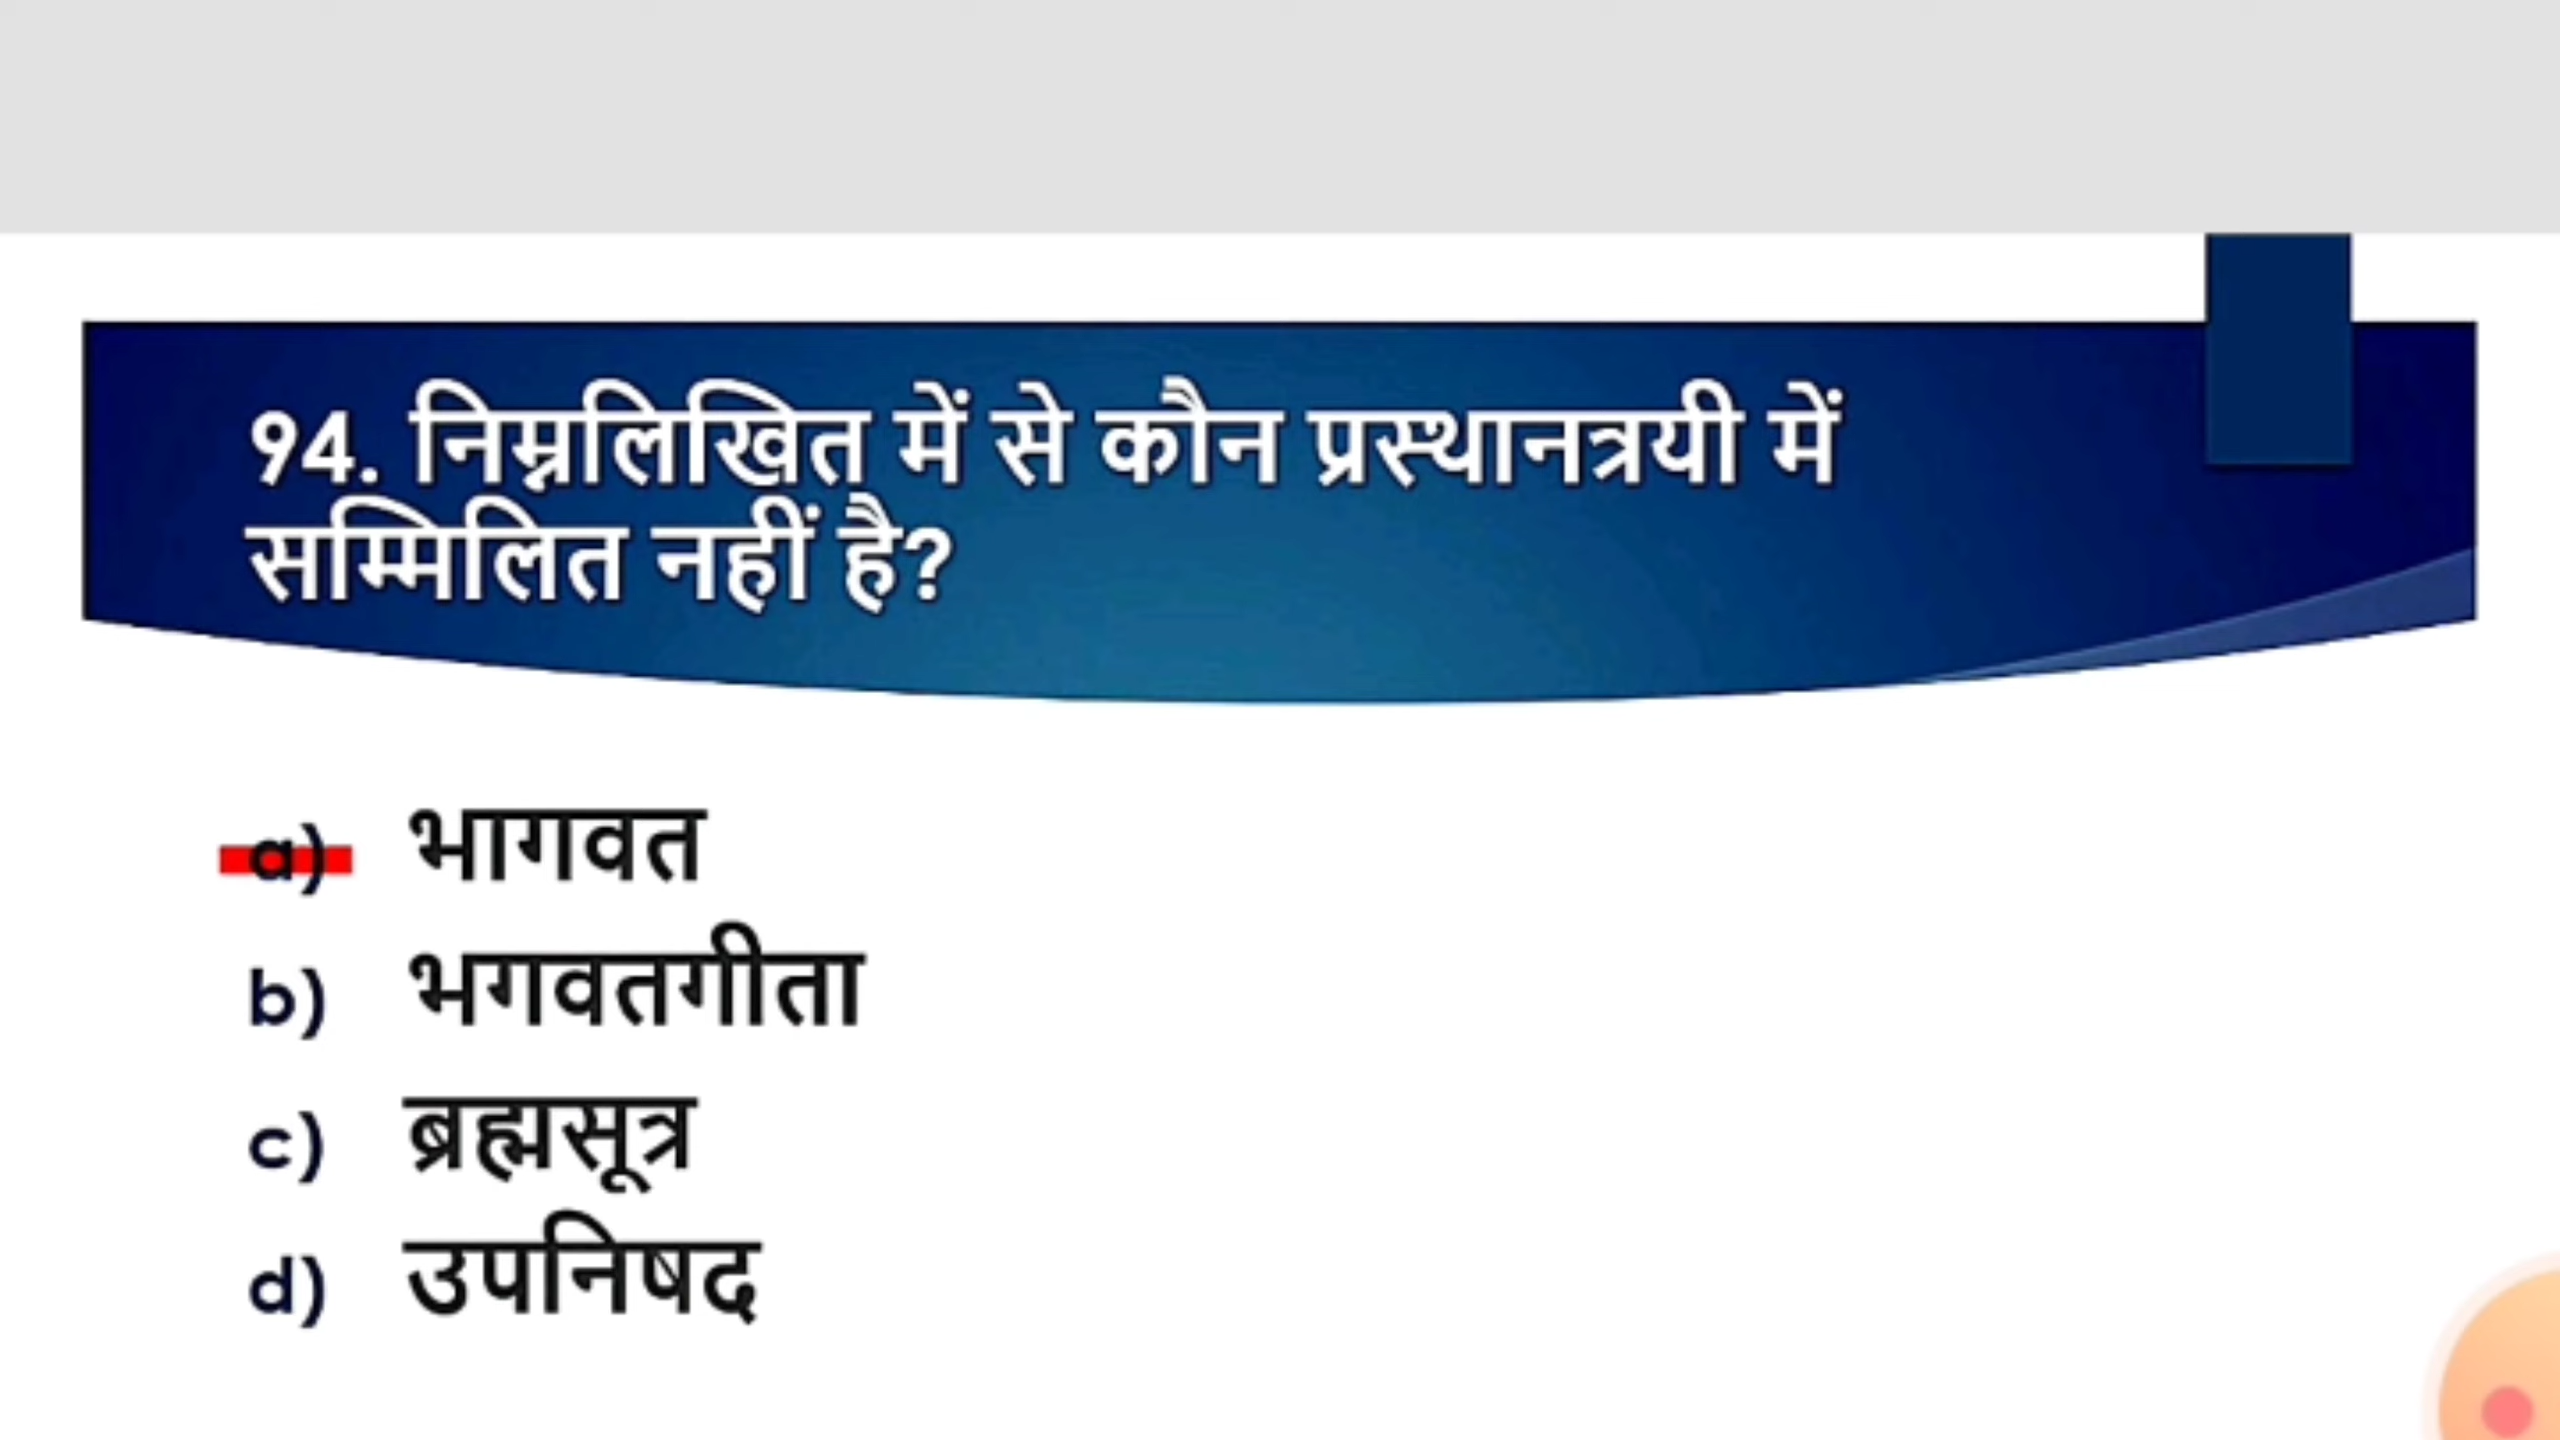 94. निम्नलिखित में से कौन प्रस्थानत्रयी में
सम्मिलित नहीं है?
a) भागवत
b) भगवतगीता
c) ब्रह्मसूत्र
d) उपनिषद